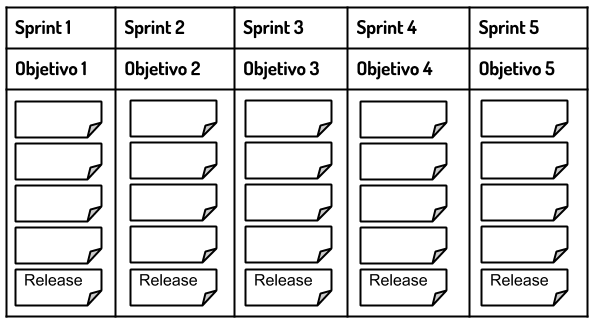 Sprint 1 Sprint 2 Sprint 3 Sprint 4 Sprint 5
Objetivo 1 Objetivo 2 Objetivo 3 Objetivo 4 Objetivo 5
Release Release Release Release Release